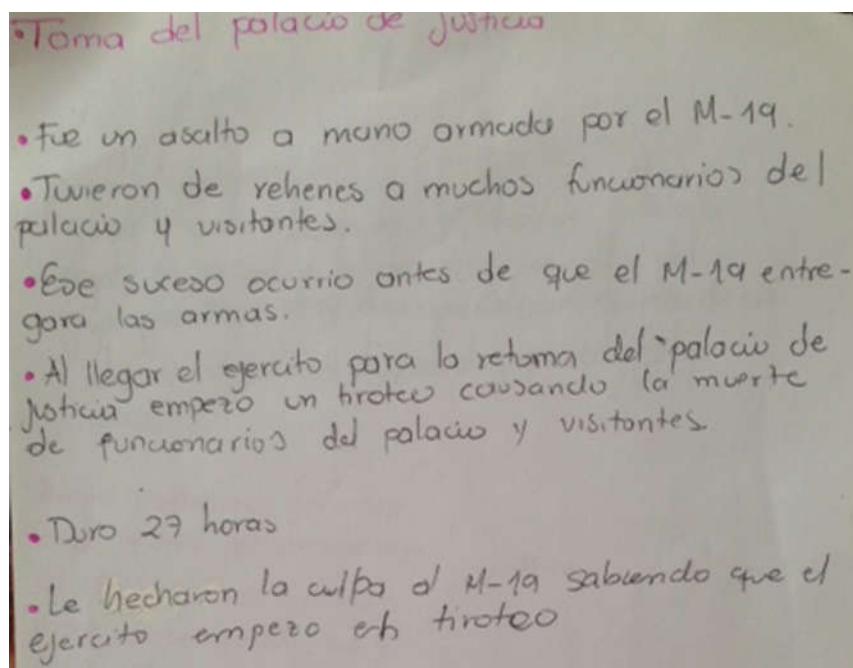 •Toma del palacio de justicia
•Fue un asalto a mano armada por el M-19.
•Tuvieron de rehenes a muchos funcionarios del
palacio y visitantes.
•Ese suceso ocurrio antes de que el M-19 entre-
gara las armas.
•Al llegar el ejercito para la retoma del palacio de
justicia empezo un tiroteo causando la muerte
de funcionarios del palacio y visitantes.
•Duro 27 horas
•Le hecharon la culpa al M-19 sabiendo que el
ejercito empezo el tiroteo